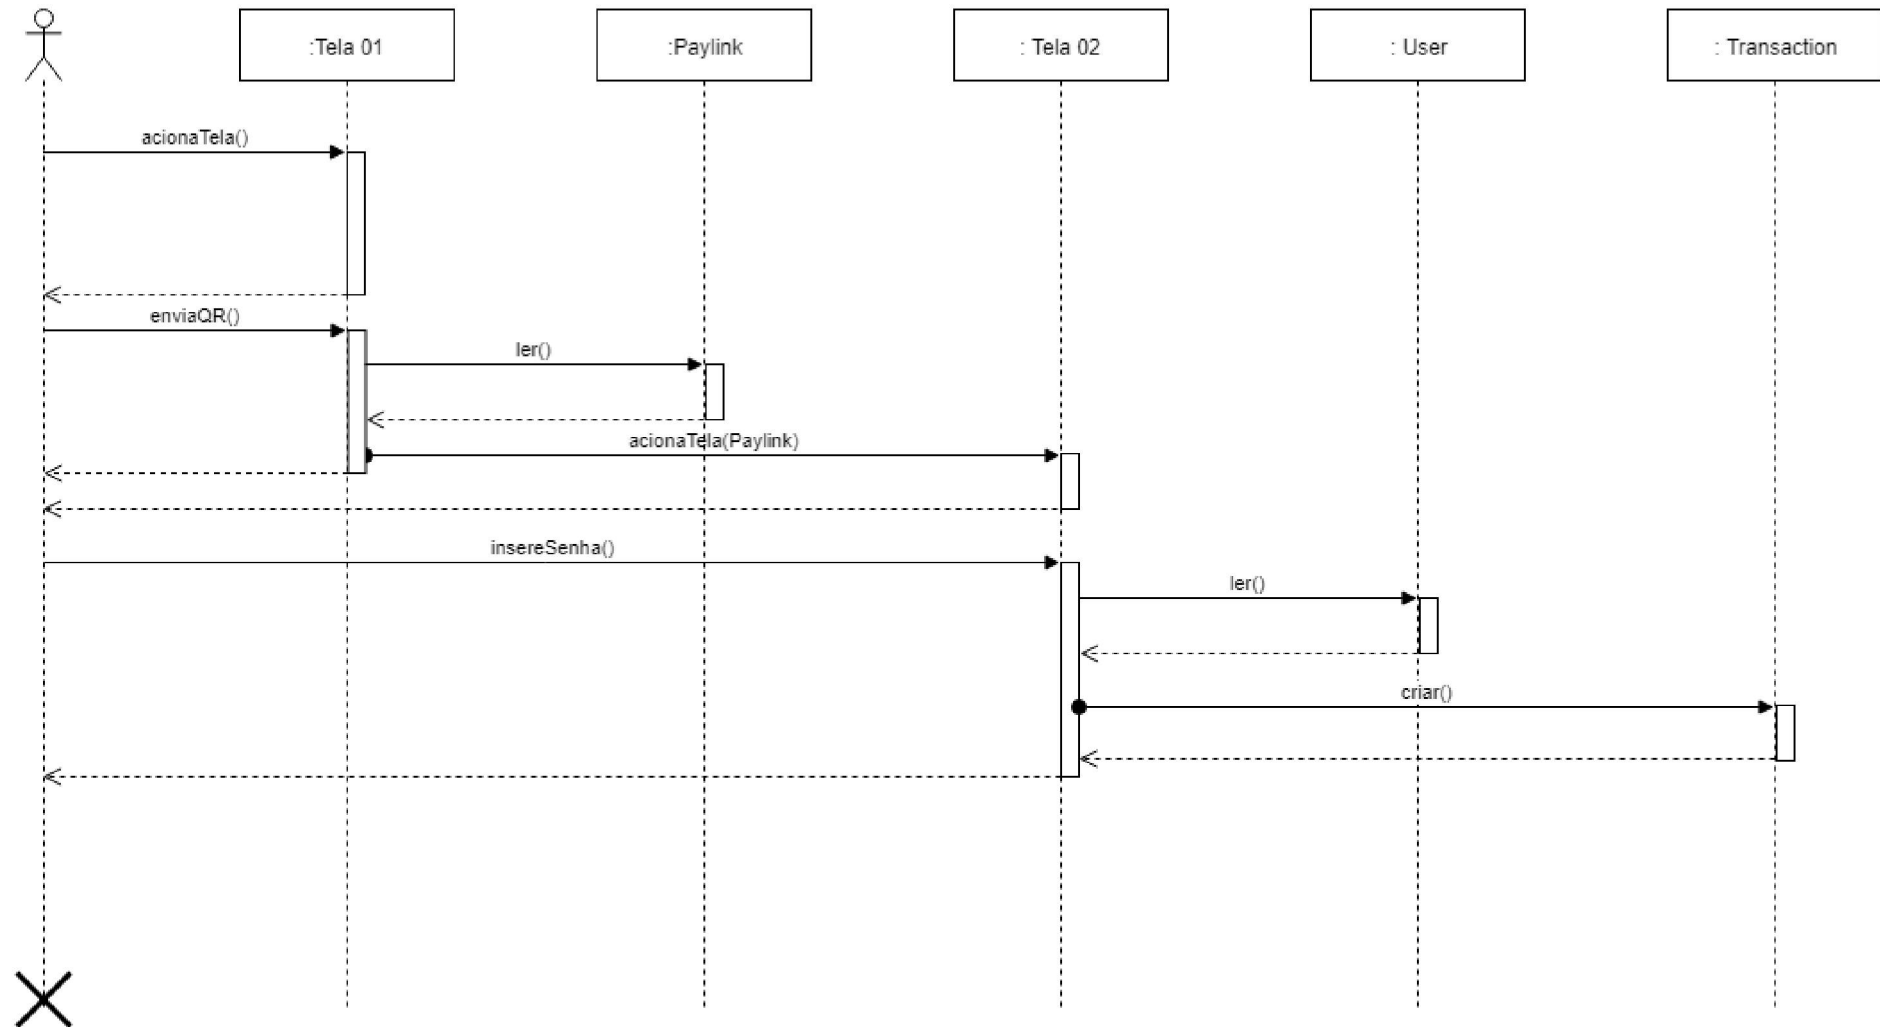 :Tela 01
:Paylink
: Tela 02
: User
: Transaction
acionaTela()
enviaQR()
ler()
acionaTela(Paylink)
insereSenha()
ler()
criar()